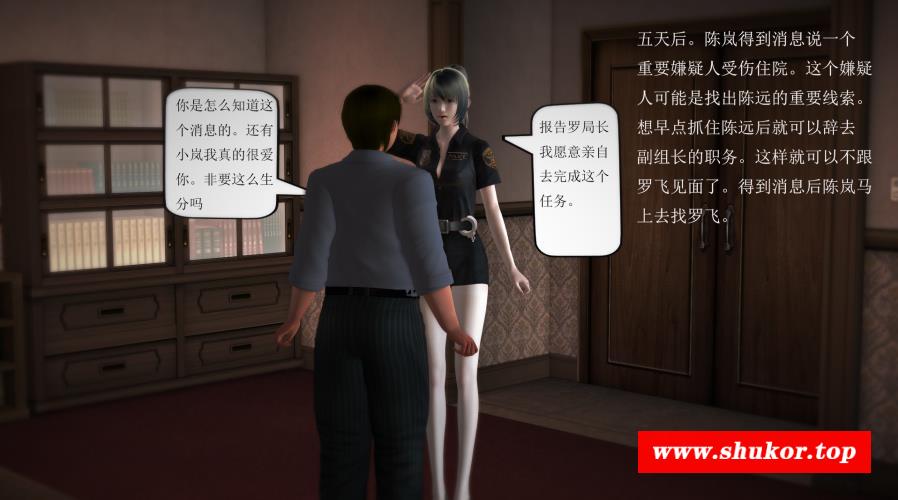 五天后。陈岚得到消息说一个
重要嫌疑人受伤住院。这个嫌疑
人可能是找出陈远的重要线索。
想早点抓住陈远后就可以辞去
副组长的职务。这样就可以不跟
罗飞见面了。得到消息后陈岚马
上去找罗飞。
你是怎么知道这
个消息的。还有
小岚我真的很爱
你。非要这么生
分吗
报告罗局长
我愿意亲自
去完成这个
任务。
www.shukor.top